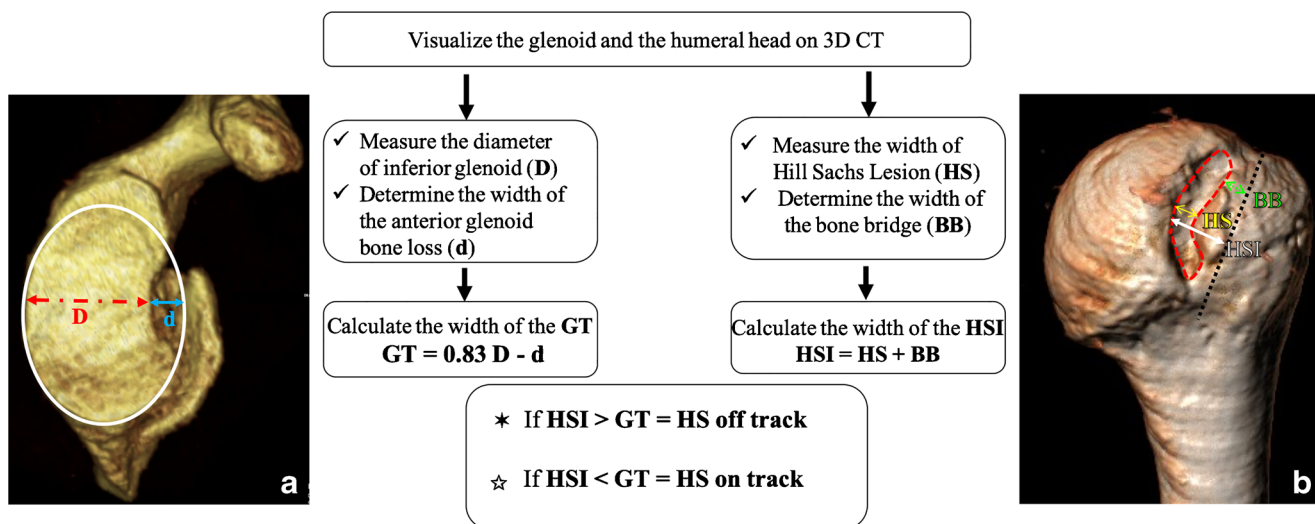 Visualize the glenoid and the humeral head on 3D CT
✓ Measure the diameter
of inferior glenoid (D)
✓ Determine the width of
the anterior glenoid
bone loss (d)
✓ Measure the width of
Hill Sachs Lesion (HS)
✓ Determine the width of
the bone bridge (BB)
Calculate the width of the GT
GT = 0.83 D - d
Calculate the width of the HSI
HSI = HS + BB
✶ If HSI > GT = HS off track
☆ If HSI < GT = HS on track
D
d
a
BB
HS
HSI
b